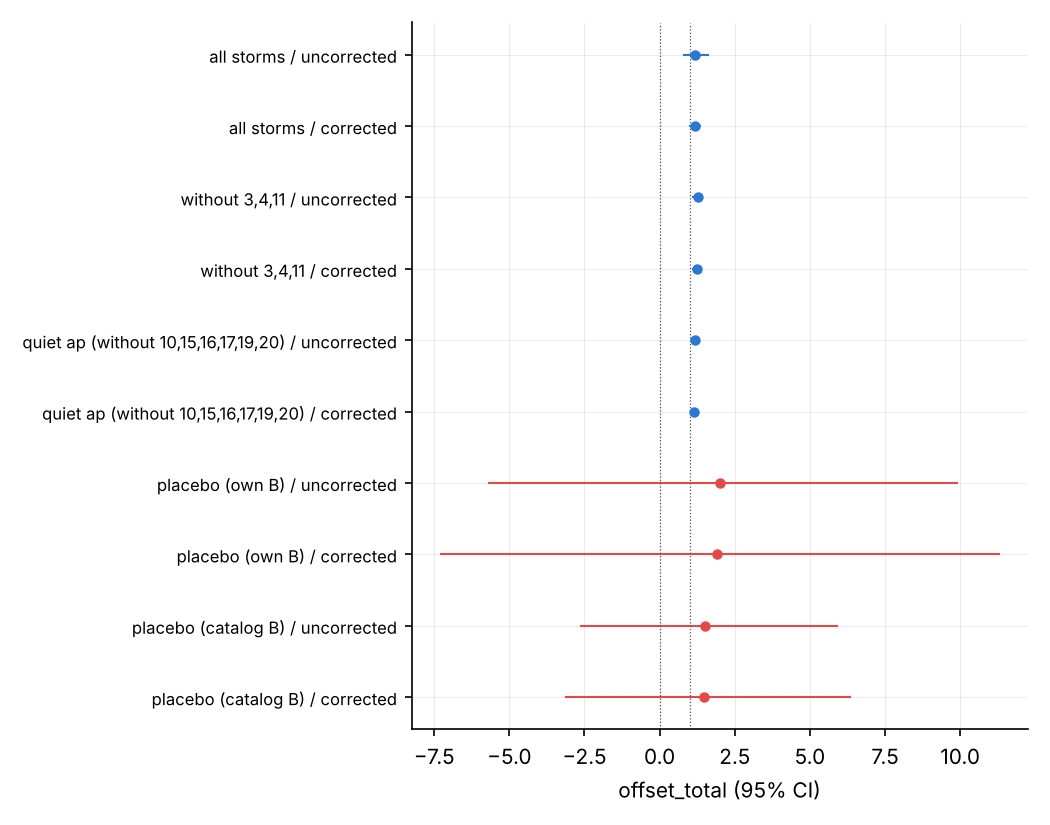 all storms / uncorrected
all storms / corrected
without 3,4,11 / uncorrected
without 3,4,11 / corrected
quiet ap (without 10,15,16,17,19,20) / uncorrected
quiet ap (without 10,15,16,17,19,20) / corrected
placebo (own B) / uncorrected
placebo (own B) / corrected
placebo (catalog B) / uncorrected
placebo (catalog B) / corrected
−7.5 −5.0 −2.5 0.0 2.5 5.0 7.5 10.0
offset_total (95% CI)